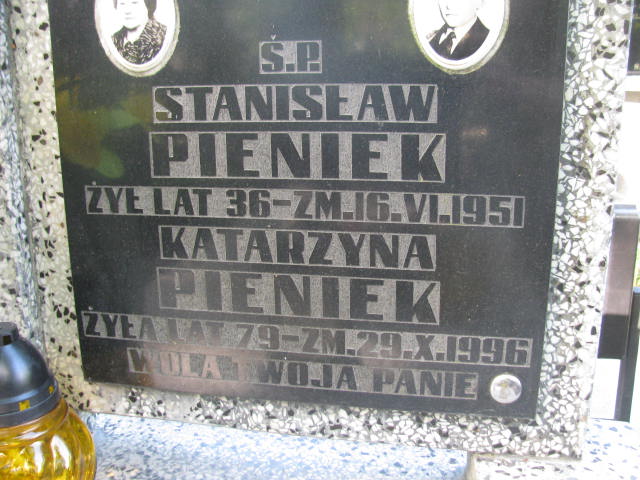 Ś.P.
STANISŁAW
PIENIEK
ŻYŁ LAT 36-ZM.16.VI.1951
KATARZYNA
PIENIEK
ŻYŁA LAT 79-ZM.29.X.1996
WOLA TWOJA PANIE